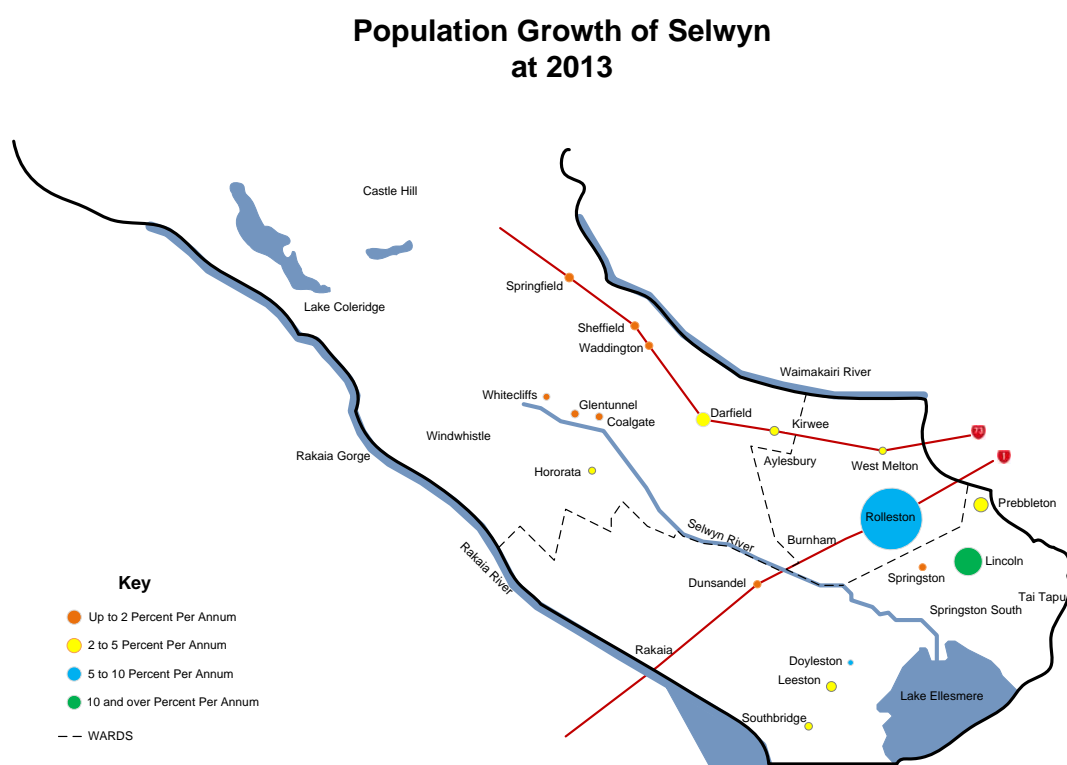 Population Growth of Selwyn
at 2013
Castle Hill
Springfield
Lake Coleridge
Sheffield
Waddington
Waimakairi River
Whitecliffs
Glentunnel
Coalgate
Darfield
Kirwee
73
Windwhistle
Rakaia Gorge
Hororata
Aylesbury
West Melton
1
Prebbleton
Rolleston
Selwyn River
Burnham
Rakaia River
Lincoln
Dunsandel
Springston
Tai Tapu
Springston South
Rakaia
Doyleston
Leeston
Lake Ellesmere
Southbridge
Key
Up to 2 Percent Per Annum
2 to 5 Percent Per Annum
5 to 10 Percent Per Annum
10 and over Percent Per Annum
WARDS